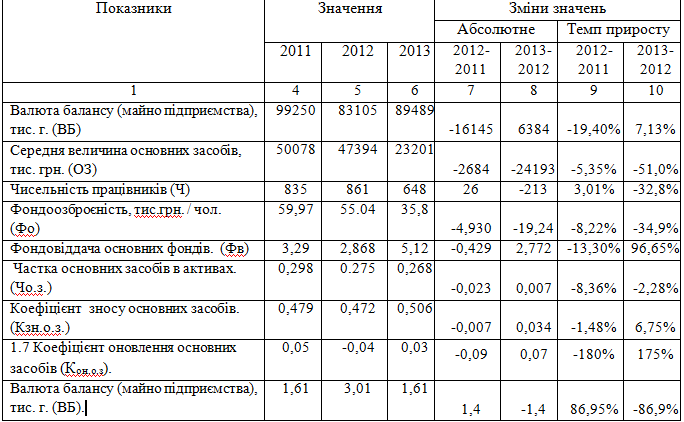 Показники Значення Зміни значень
Абсолютне Темп приросту
2011 2012 2013 2012-2011 2013-2012 2012-2011 2013-2012
1 4 5 6 7 8 9 10
Валюта балансу (майно підприємства),
тис. г. (ВБ) 99250 83105 89489 -16145 6384 -19,40% 7,13%
Середня величина основних засобів,
тис. грн. (ОЗ) 50078 47394 23201 -2684 -24193 -5,35% -51,0%
Чисельність працівників (Ч) 835 861 648 26 -213 3,01% -32,8%
Фондоозброєність, тис.грн. / чол.
(Фо) 59,97 55.04 35,8 -4,930 -19,24 -8,22% -34,9%
Фондовіддача основних фондів. (Фв) 3,29 2,868 5,12 -0,429 2,772 -13,30% 96,65%
Частка основних засобів в активах.
(Чо.з.) 0,298 0.275 0,268 -0,023 0,007 -8,36% -2,28%
Коефіцієнт зносу основних засобів.
(Кзн.о.з.) 0,479 0,472 0,506 -0,007 0,034 -1,48% 6,75%
1.7 Коефіцієнт оновлення основних
засобів (Кон.о.з). 0,05 -0,04 0,03 -0,09 0,07 -180% 175%
Валюта балансу (майно підприємства),
тис. г. (ВБ). 1,61 3,01 1,61 1,4 -1,4 86,95% -86,9%